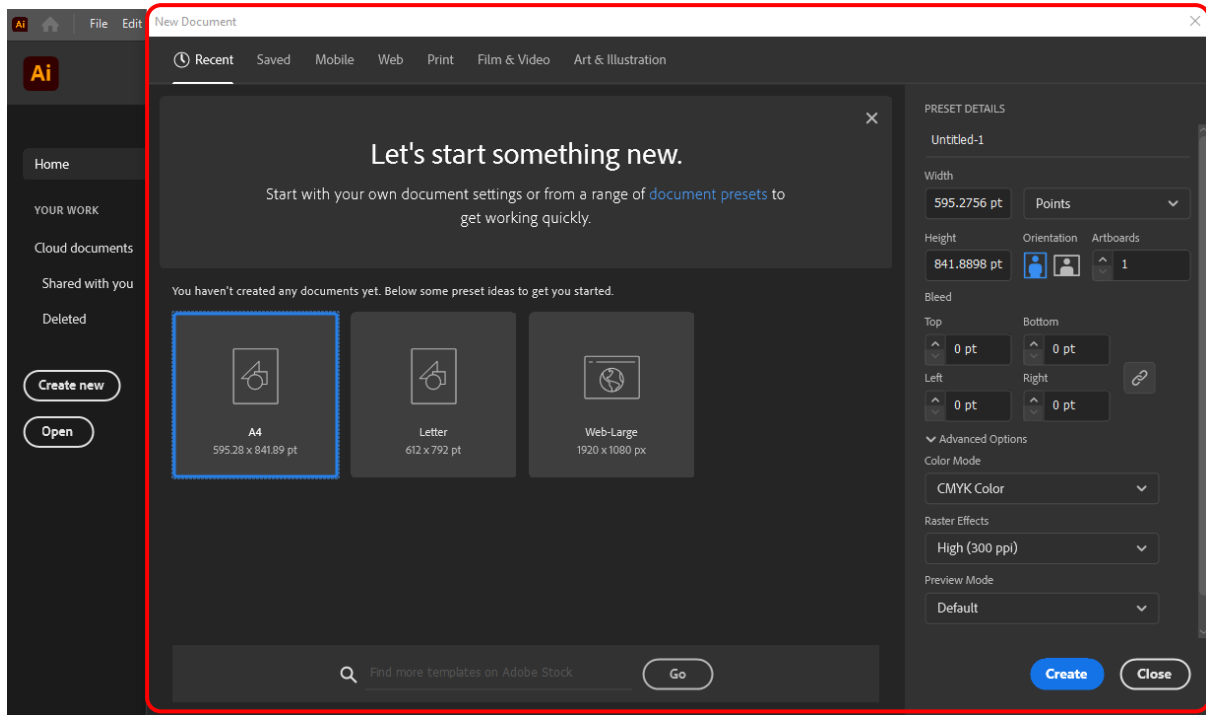 Ai
File Edit
New Document
Ai
Home
YOUR WORK
Cloud documents
Shared with you
Deleted
Create new
Open
Recent Saved Mobile Web Print Film & Video Art & Illustration
Let's start something new.
Start with your own document settings or from a range of document presets to
get working quickly.
You haven't created any documents yet. Below some preset ideas to get you started.
A4
595.28 x 841.89 pt
Letter
612 x 792 pt
Web-Large
1920 x 1080 px
Find more templates on Adobe Stock
Go
PRESET DETAILS
Untitled-1
Width
595.2756 pt Points
Height Orientation Artboards
841.8898 pt 1
Bleed
Top Bottom
0 pt 0 pt
Left Right
0 pt 0 pt
Advanced Options
Color Mode
CMYK Color
Raster Effects
High (300 ppi)
Preview Mode
Default
Create Close